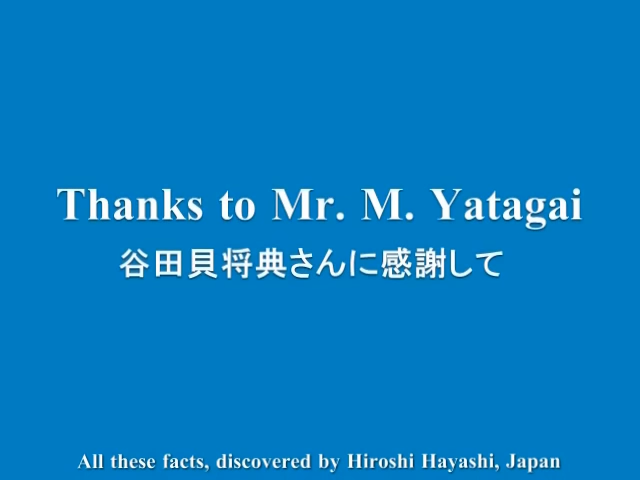 Thanks to Mr. M. Yatagai
谷田貝将典さんに感謝して
All these facts, discovered by Hiroshi Hayashi, Japan